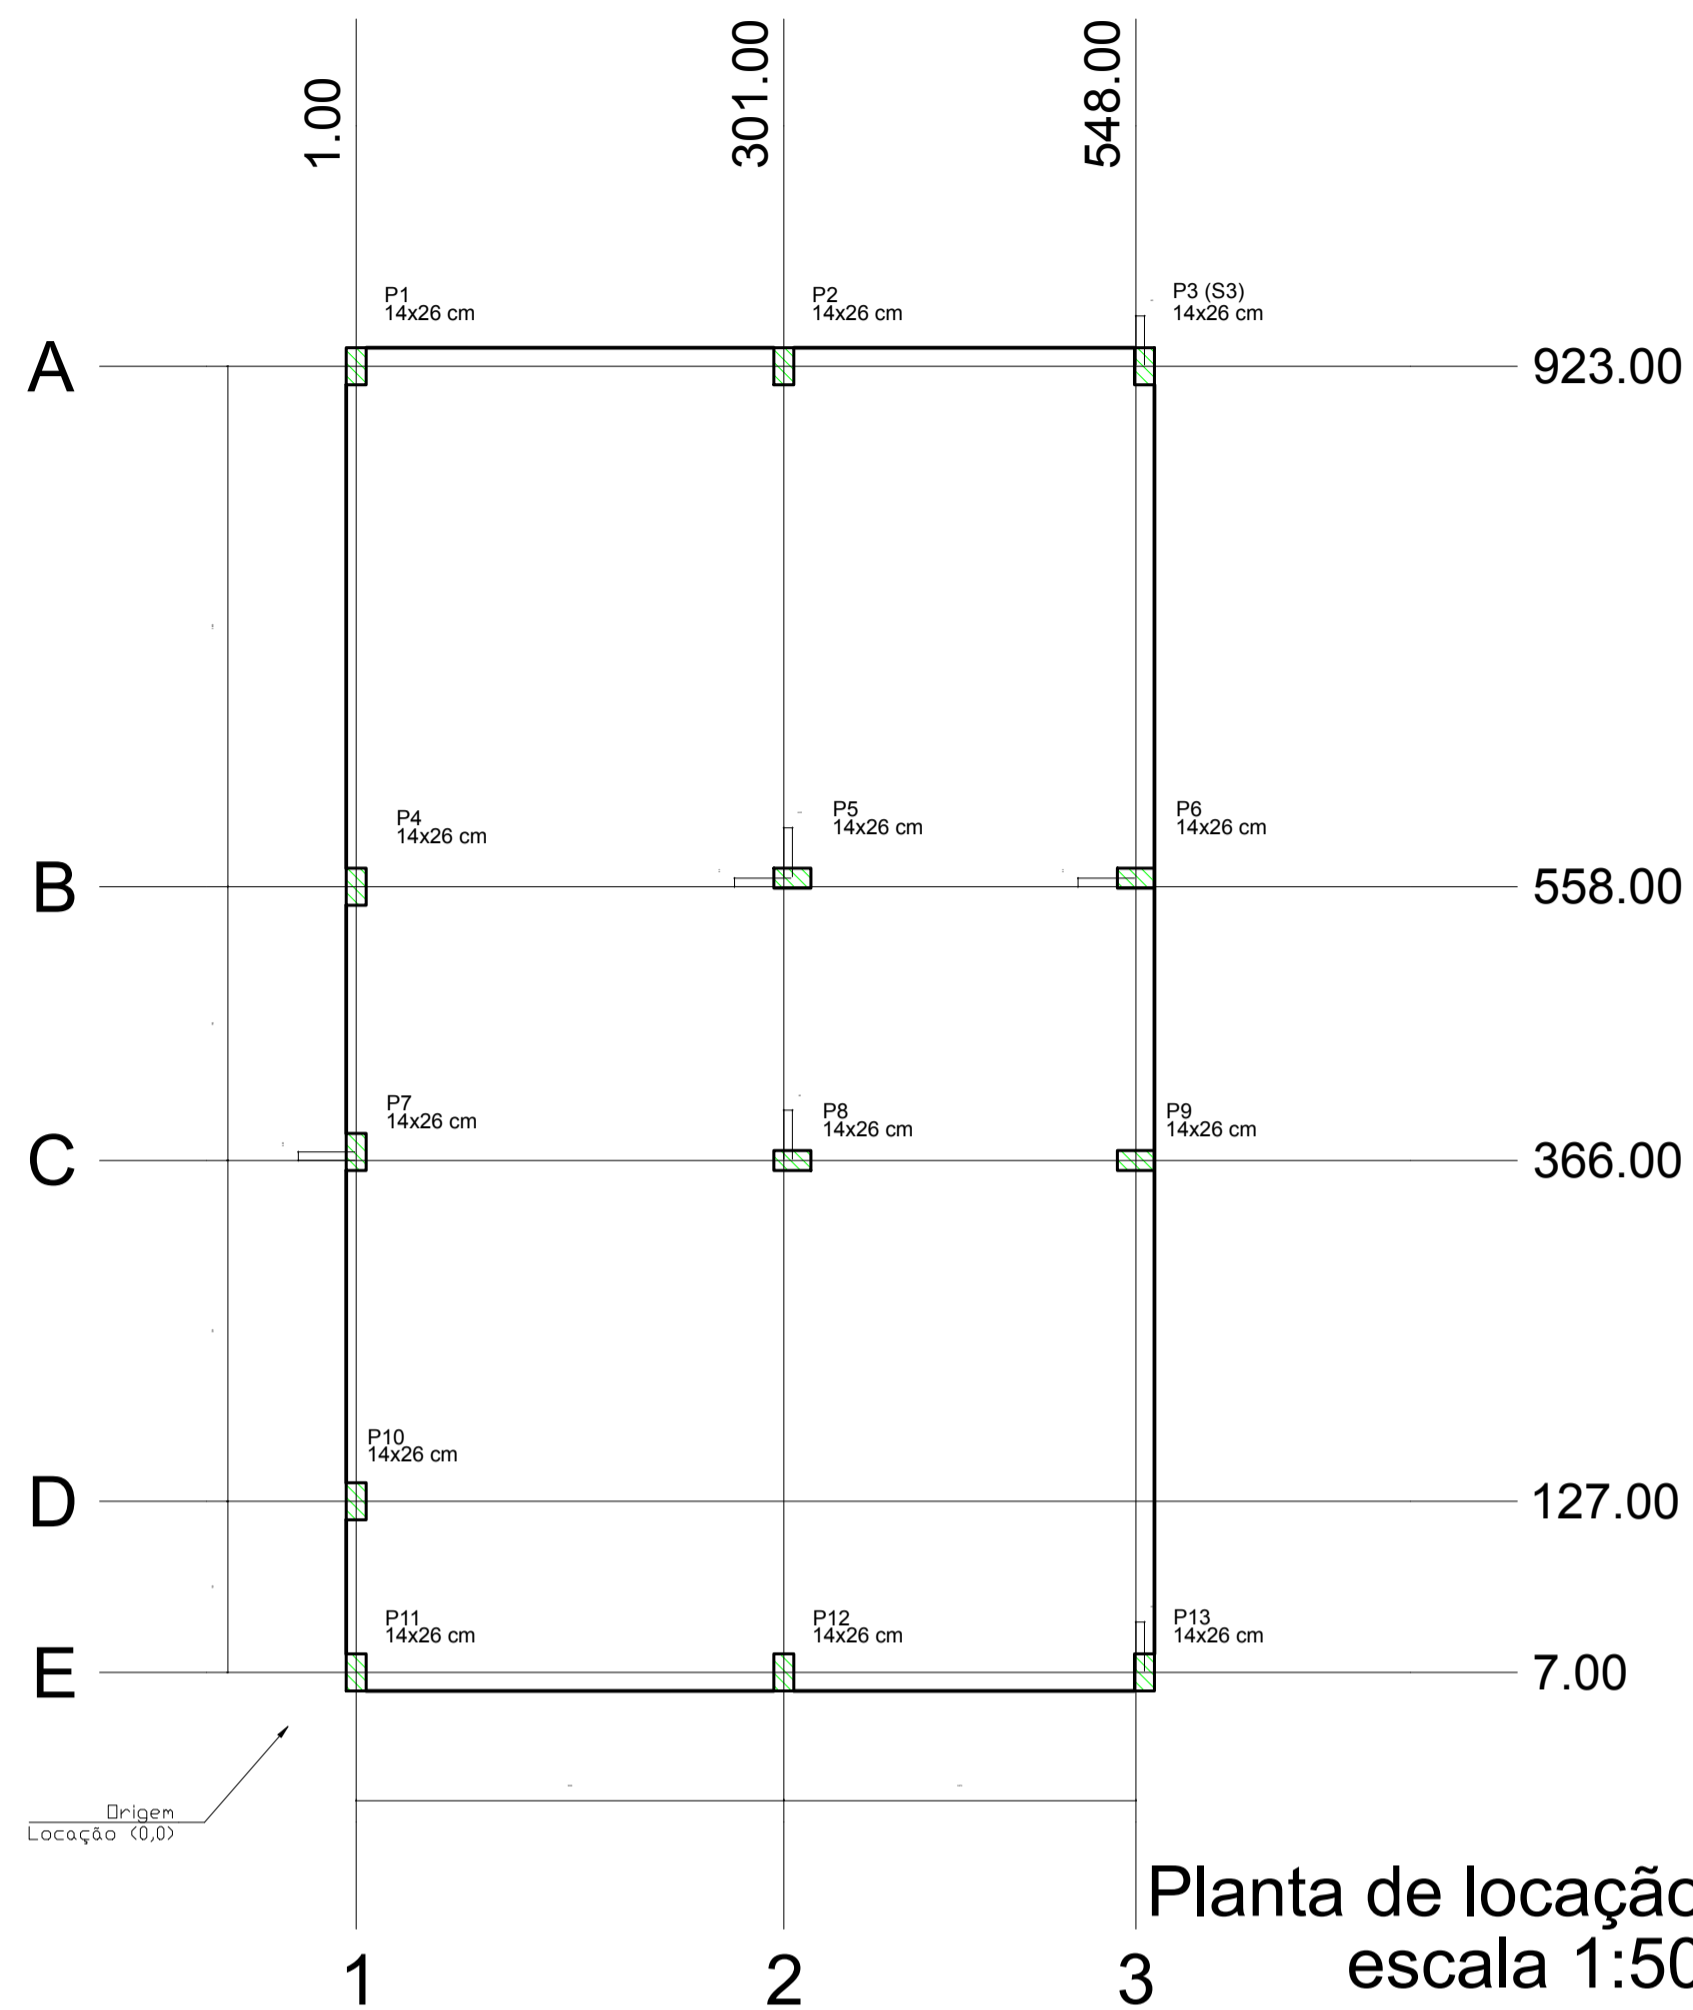 1.00
301.00
548.00
P1
14x26 cm
P2
14x26 cm
P3 (S3)
14x26 cm
A
923.00
P4
14x26 cm
P5
14x26 cm
P6
14x26 cm
B
558.00
P7
14x26 cm
P8
14x26 cm
P9
14x26 cm
C
366.00
P10
14x26 cm
D
127.00
P11
14x26 cm
P12
14x26 cm
P13
14x26 cm
E
7.00
Origem
Locação (0,0)
Planta de locação
escala 1:50
1
2
3